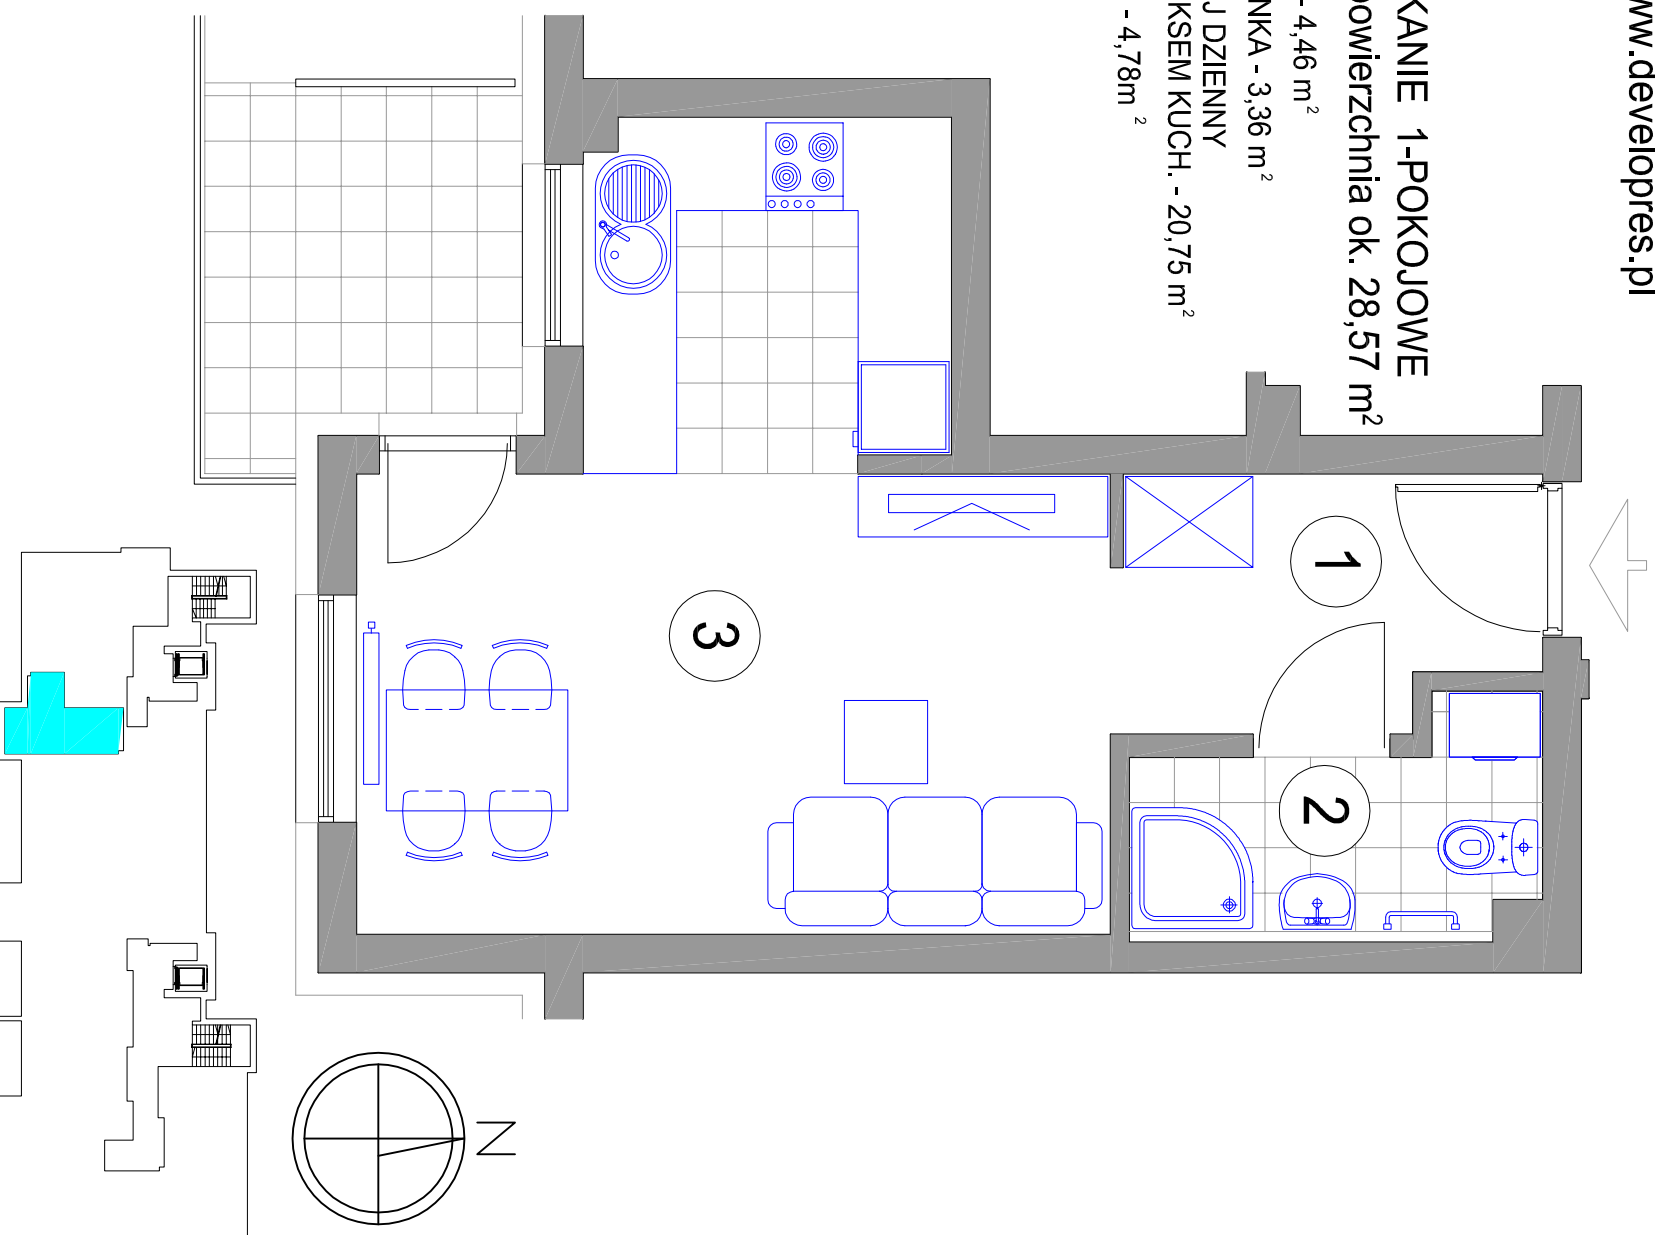 ww.developres.pl
KANIE 1-POKOJOWE
powierzchnia ok. 28,57 m²
- 4,46 m²
NKA - 3,36 m²
J DZIENNY
KSEM KUCH. - 20,75 m²
- 4,78m²
1
2
3
N